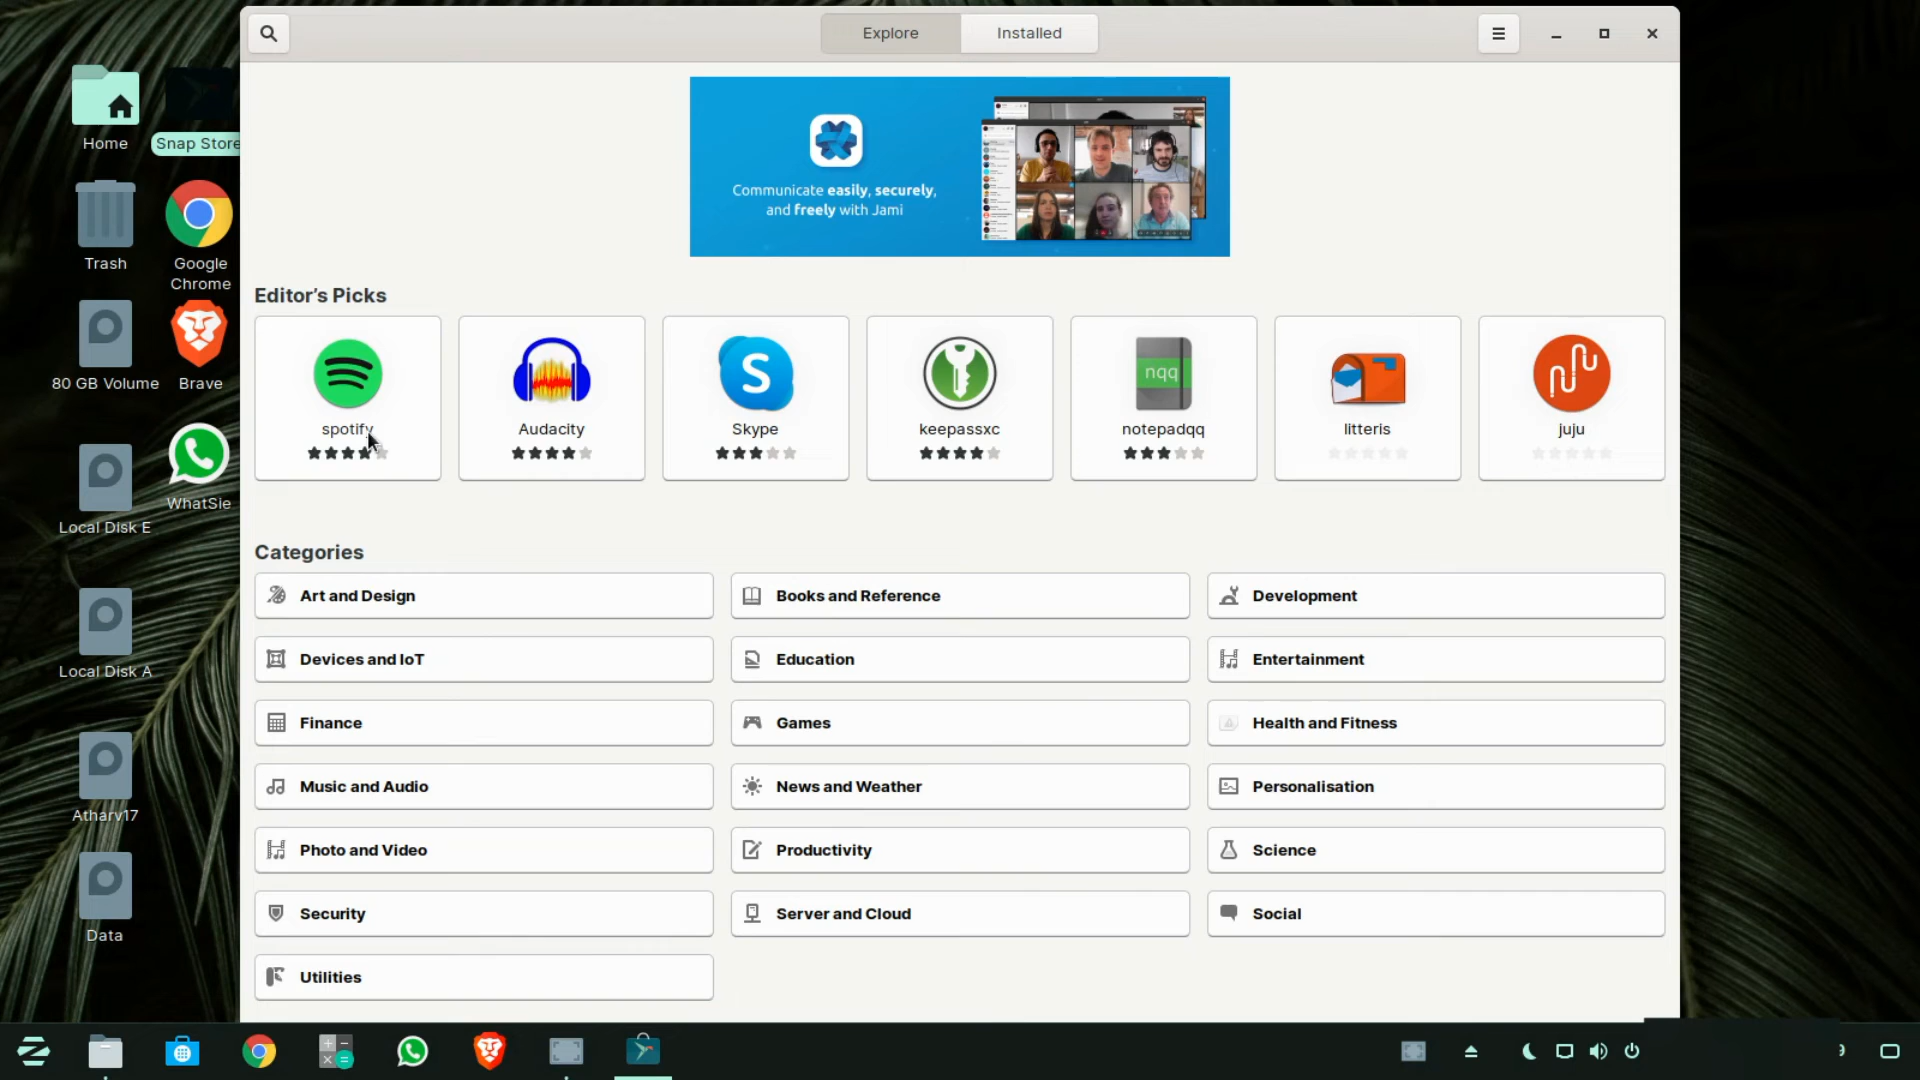 Explore
Installed
Communicate easily, securely,
and freely with Jami
Home
Snap Store
Trash
Google
Chrome
80 GB Volume
Brave
Local Disk E
WhatSie
Local Disk A
Atharv17
Data
Editor's Picks
spotify
Audacity
S
Skype
keepassxc
nqq
notepadqq
litteris
juju
Categories
Art and Design
Books and Reference
Development
Devices and IoT
Education
Entertainment
Finance
Games
Health and Fitness
Music and Audio
News and Weather
Personalisation
Photo and Video
Productivity
Science
Security
Server and Cloud
Social
Utilities